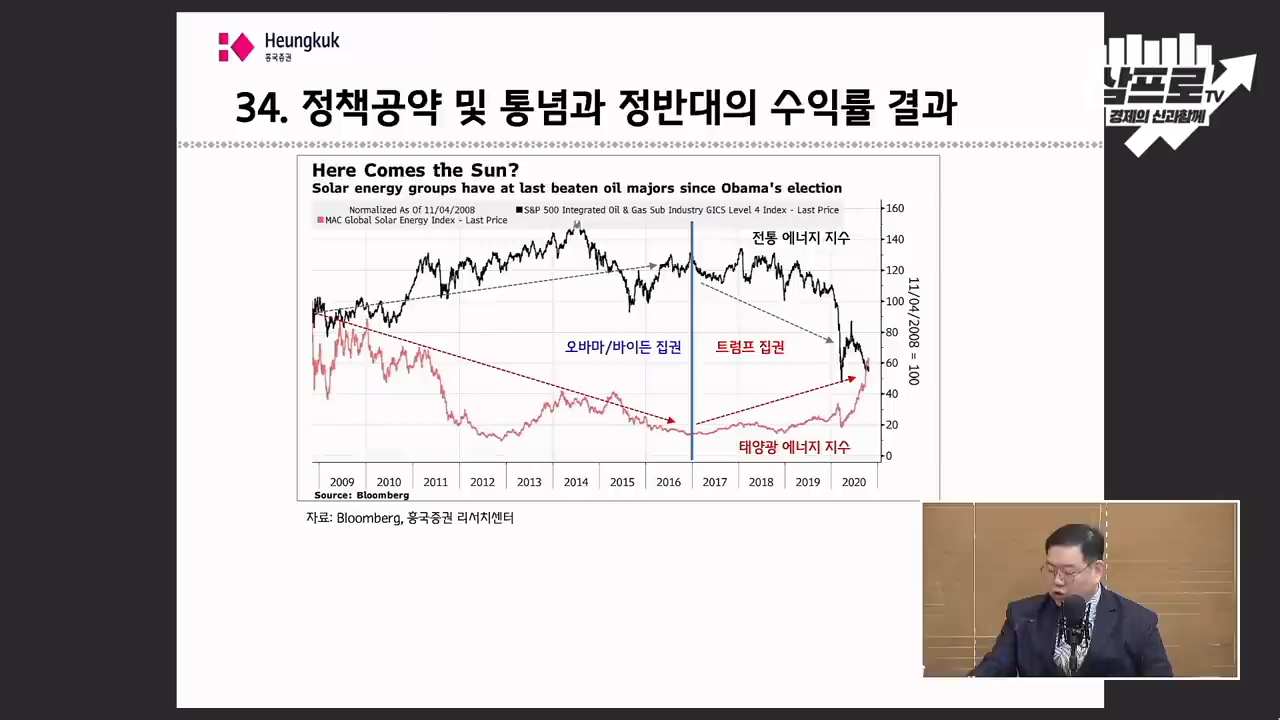 Heungkuk
흥국증권
삼프로TV
경제의 신과함께
34. 정책공약 및 통념과 정반대의 수익률 결과
Here Comes the Sun?
Solar energy groups have at last beaten oil majors since Obama's election
Normalized As Of 11/04/2008
S&P 500 Integrated Oil & Gas Sub Industry GICS Level 4 Index - Last Price
MAC Global Solar Energy Index - Last Price
전통 에너지 지수
오바마/바이든 집권
트럼프 집권
태양광 에너지 지수
160
140
120
100
80
60
40
20
0
11/04/2008 = 100
2009 2010 2011 2012 2013 2014 2015 2016 2017 2018 2019 2020
Source: Bloomberg
자료: Bloomberg, 흥국증권 리서치센터